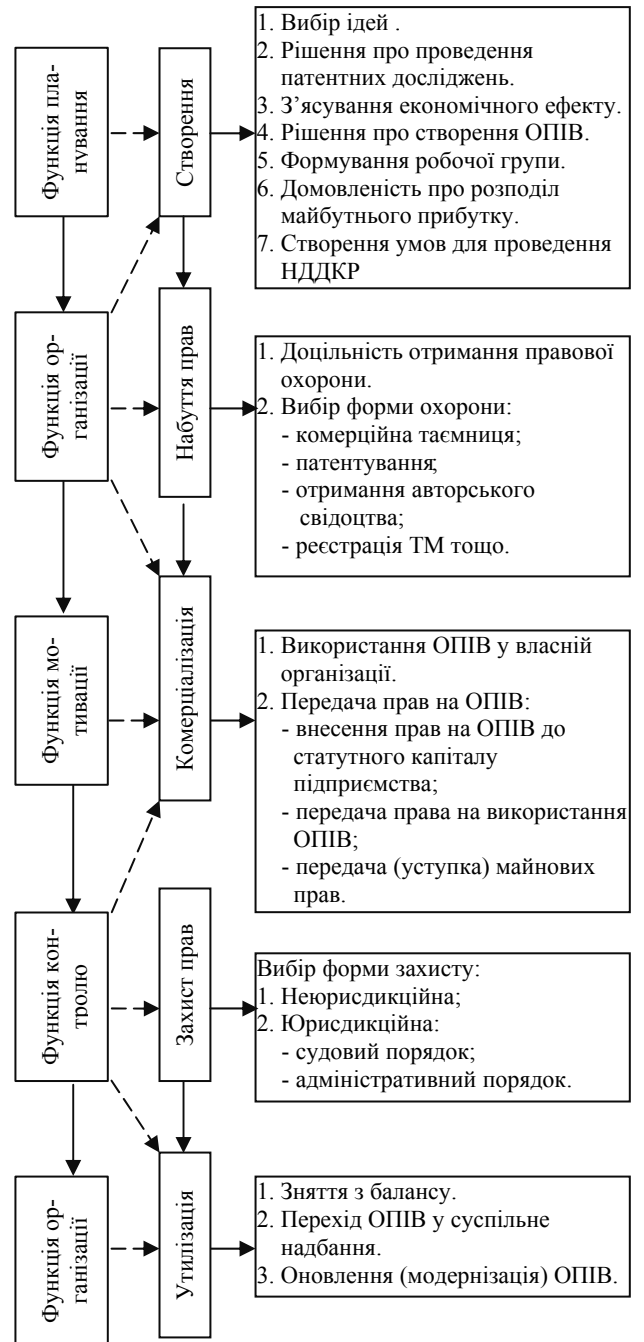 Функція пла-
нування
Створення
1. Вибір ідей .
2. Рішення про проведення
патентних досліджень.
3. З’ясування економічного ефекту.
4. Рішення про створення ОПІВ.
5. Формування робочої групи.
6. Домовленість про розподіл
майбутнього прибутку.
7. Створення умов для проведення
НДДКР
Функція ор-
ганізації
Набуття прав
1. Доцільність отримання правової
охорони.
2. Вибір форми охорони:
- комерційна таємниця;
- патентування;
- отримання авторського
свідоцтва;
- реєстрація ТМ тощо.
Функція мо-
тивації
Комерціалізація
1. Використання ОПІВ у власній
організації.
2. Передача прав на ОПІВ:
- внесення прав на ОПІВ до
статутного капіталу
підприємства;
- передача права на використання
ОПІВ;
- передача (уступка) майнових
прав.
Функція кон-
тролю
Захист прав
Вибір форми захисту:
1. Неюрисдикційна;
2. Юрисдикційна:
- судовий порядок;
- адміністративний порядок.
Функція ор-
ганізації
Утилізація
1. Зняття з балансу.
2. Перехід ОПІВ у суспільне
надбання.
3. Оновлення (модернізація) ОПІВ.